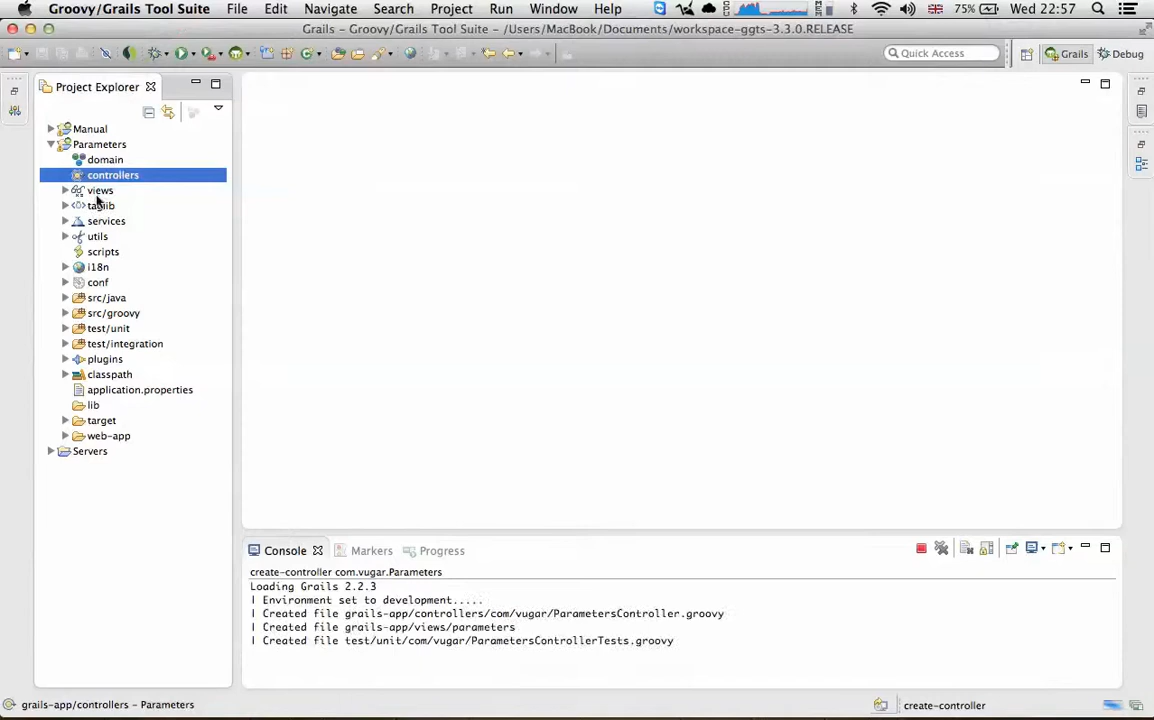 Groovy/Grails Tool Suite File Edit Navigate Search Project Run Window Help 75% Wed 22:57
Grails - Groovy/Grails Tool Suite - /Users/MacBook/Documents/workspace-ggts-3.3.0.RELEASE
Quick Access Grails Debug
Project Explorer
Manual
Parameters
domain
controllers
views
taglib
services
utils
scripts
i18n
conf
src/java
src/groovy
test/unit
test/integration
plugins
classpath
application.properties
lib
target
web-app
Servers
Console Markers Progress
create-controller com.vugar.Parameters
Loading Grails 2.2.3
| Environment set to development.....
| Created file grails-app/controllers/com/vugar/ParametersController.groovy
| Created file grails-app/views/parameters
| Created file test/unit/com/vugar/ParametersControllerTests.groovy
grails-app/controllers - Parameters create-controller